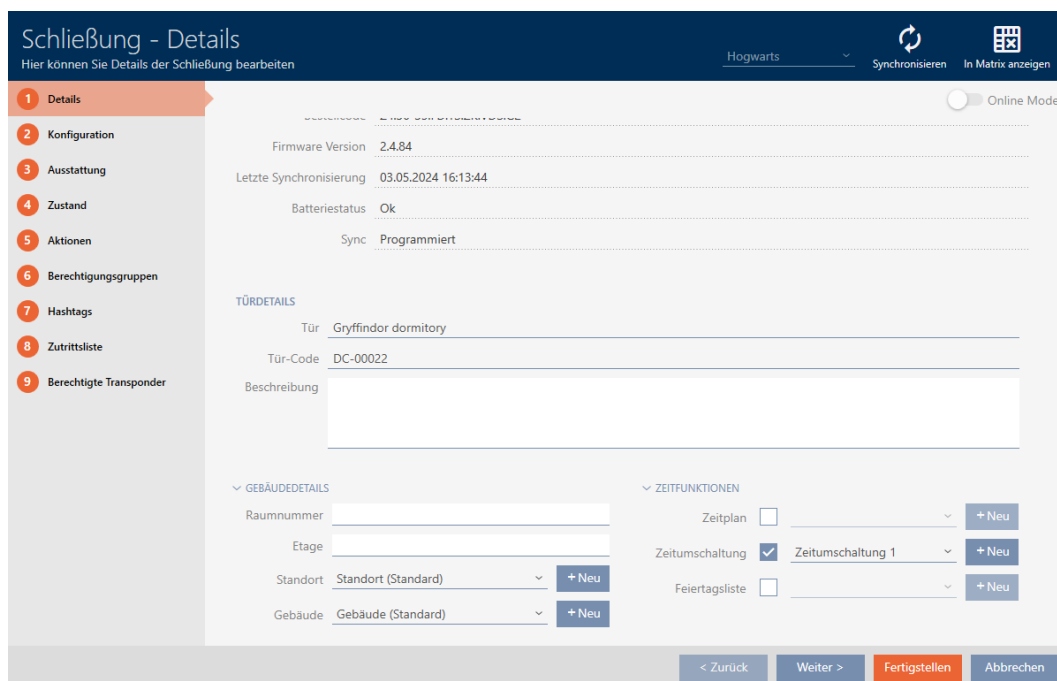 Schließung - Details
Hier können Sie Details der Schließung bearbeiten
Hogwarts
Synchronisieren
In Matrix anzeigen
1 Details
Online Mode
2 Konfiguration
3 Ausstattung
4 Zustand
5 Aktionen
6 Berechtigungsgruppen
7 Hashtags
8 Zutrittsliste
9 Berechtigte Transponder
Firmware Version 2.4.84
Letzte Synchronisierung 03.05.2024 16:13:44
Batteriestatus Ok
Sync Programmiert
TÜRDETAILS
Tür Gryffindor dormitory
Tür-Code DC-00022
Beschreibung
GEBÄUDEDETAILS
Raumnummer
Etage
Standort Standort (Standard) + Neu
Gebäude Gebäude (Standard) + Neu
ZEITFUNKTIONEN
Zeitplan + Neu
Zeitumschaltung Zeitumschaltung 1 + Neu
Feiertagsliste + Neu
< Zurück Weiter > Fertigstellen Abbrechen